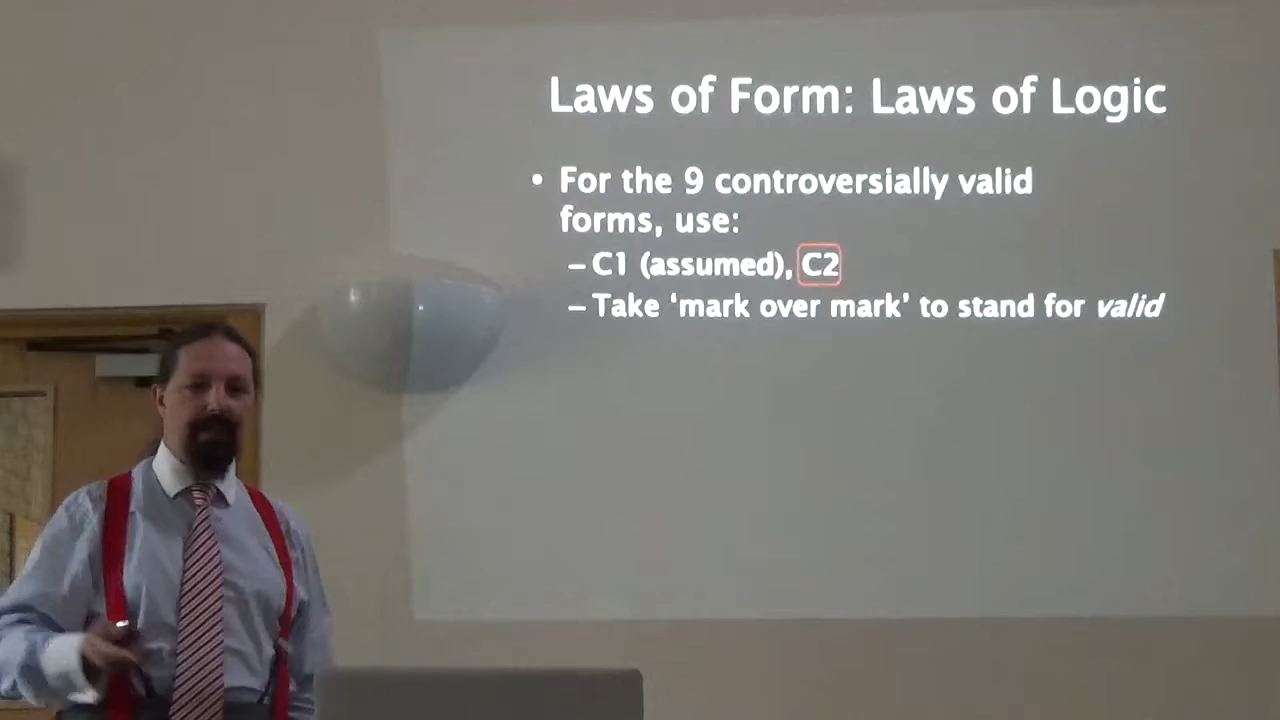 Laws of Form: Laws of Logic
• For the 9 controversially valid
forms, use:
– C1 (assumed), C2
– Take ‘mark over mark’ to stand for valid